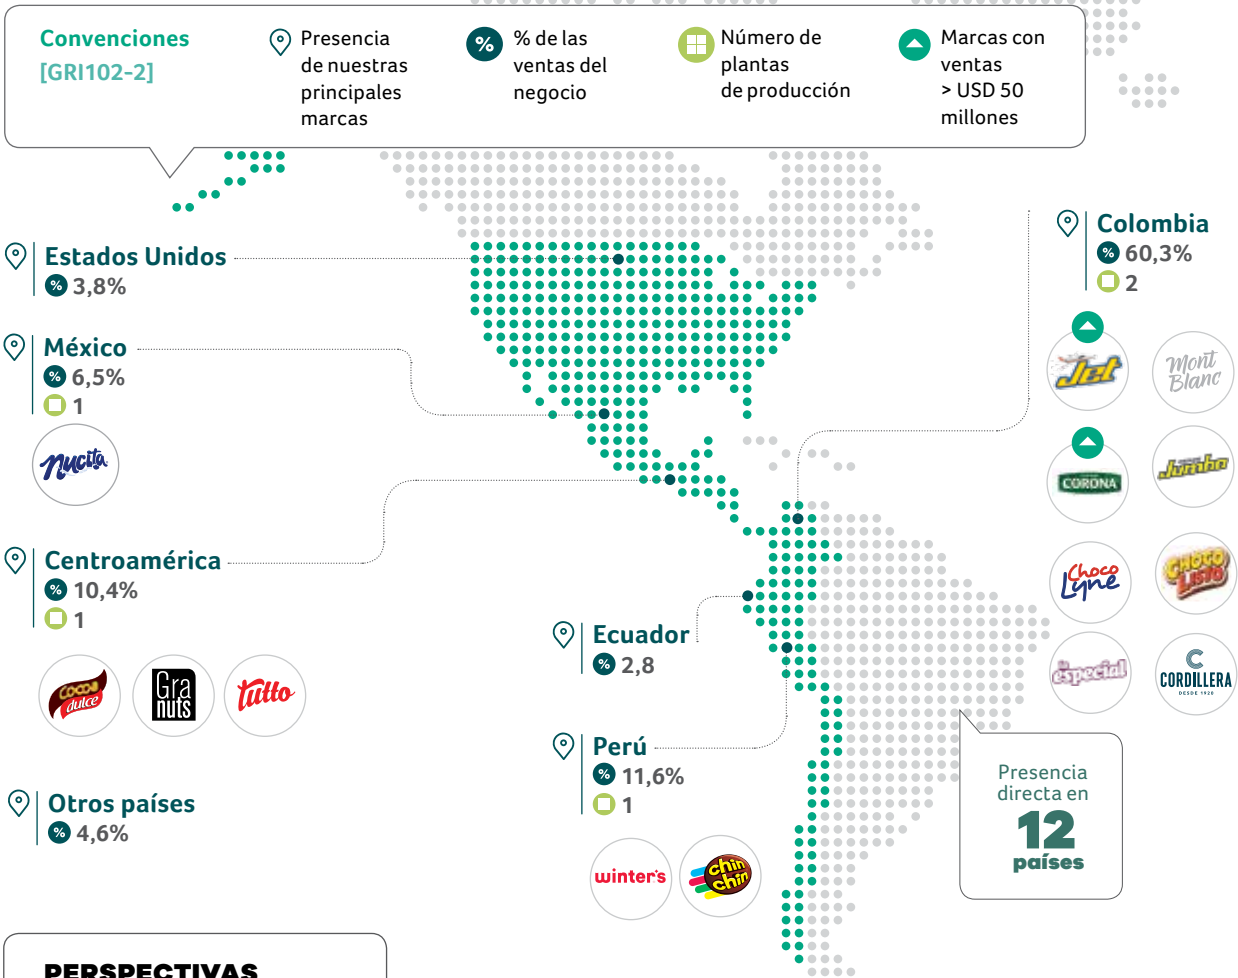 Convenciones
[GRI102-2]
Presencia
de nuestras
principales
marcas
%
% de las
ventas del
negocio
Número de
plantas
de producción
Marcas con
ventas
> USD 50
millones
Estados Unidos
% 3,8%
México
% 6,5%
1
Nucita
Centroamérica
% 10,4%
1
Cocoa
dulce
Gra
nuts
Tutto
Otros países
% 4,6%
Colombia
% 60,3%
2
Jet
Mont
Blanc
CORONA
Jumbo
Choco
Lyne
CHOCO
LISTO
la
especial
CORDILLERA
DESDE 1920
Ecuador
% 2,8
Perú
% 11,6%
1
winter's
chin
chin
Presencia
directa en
12
países
PERSPECTIVAS